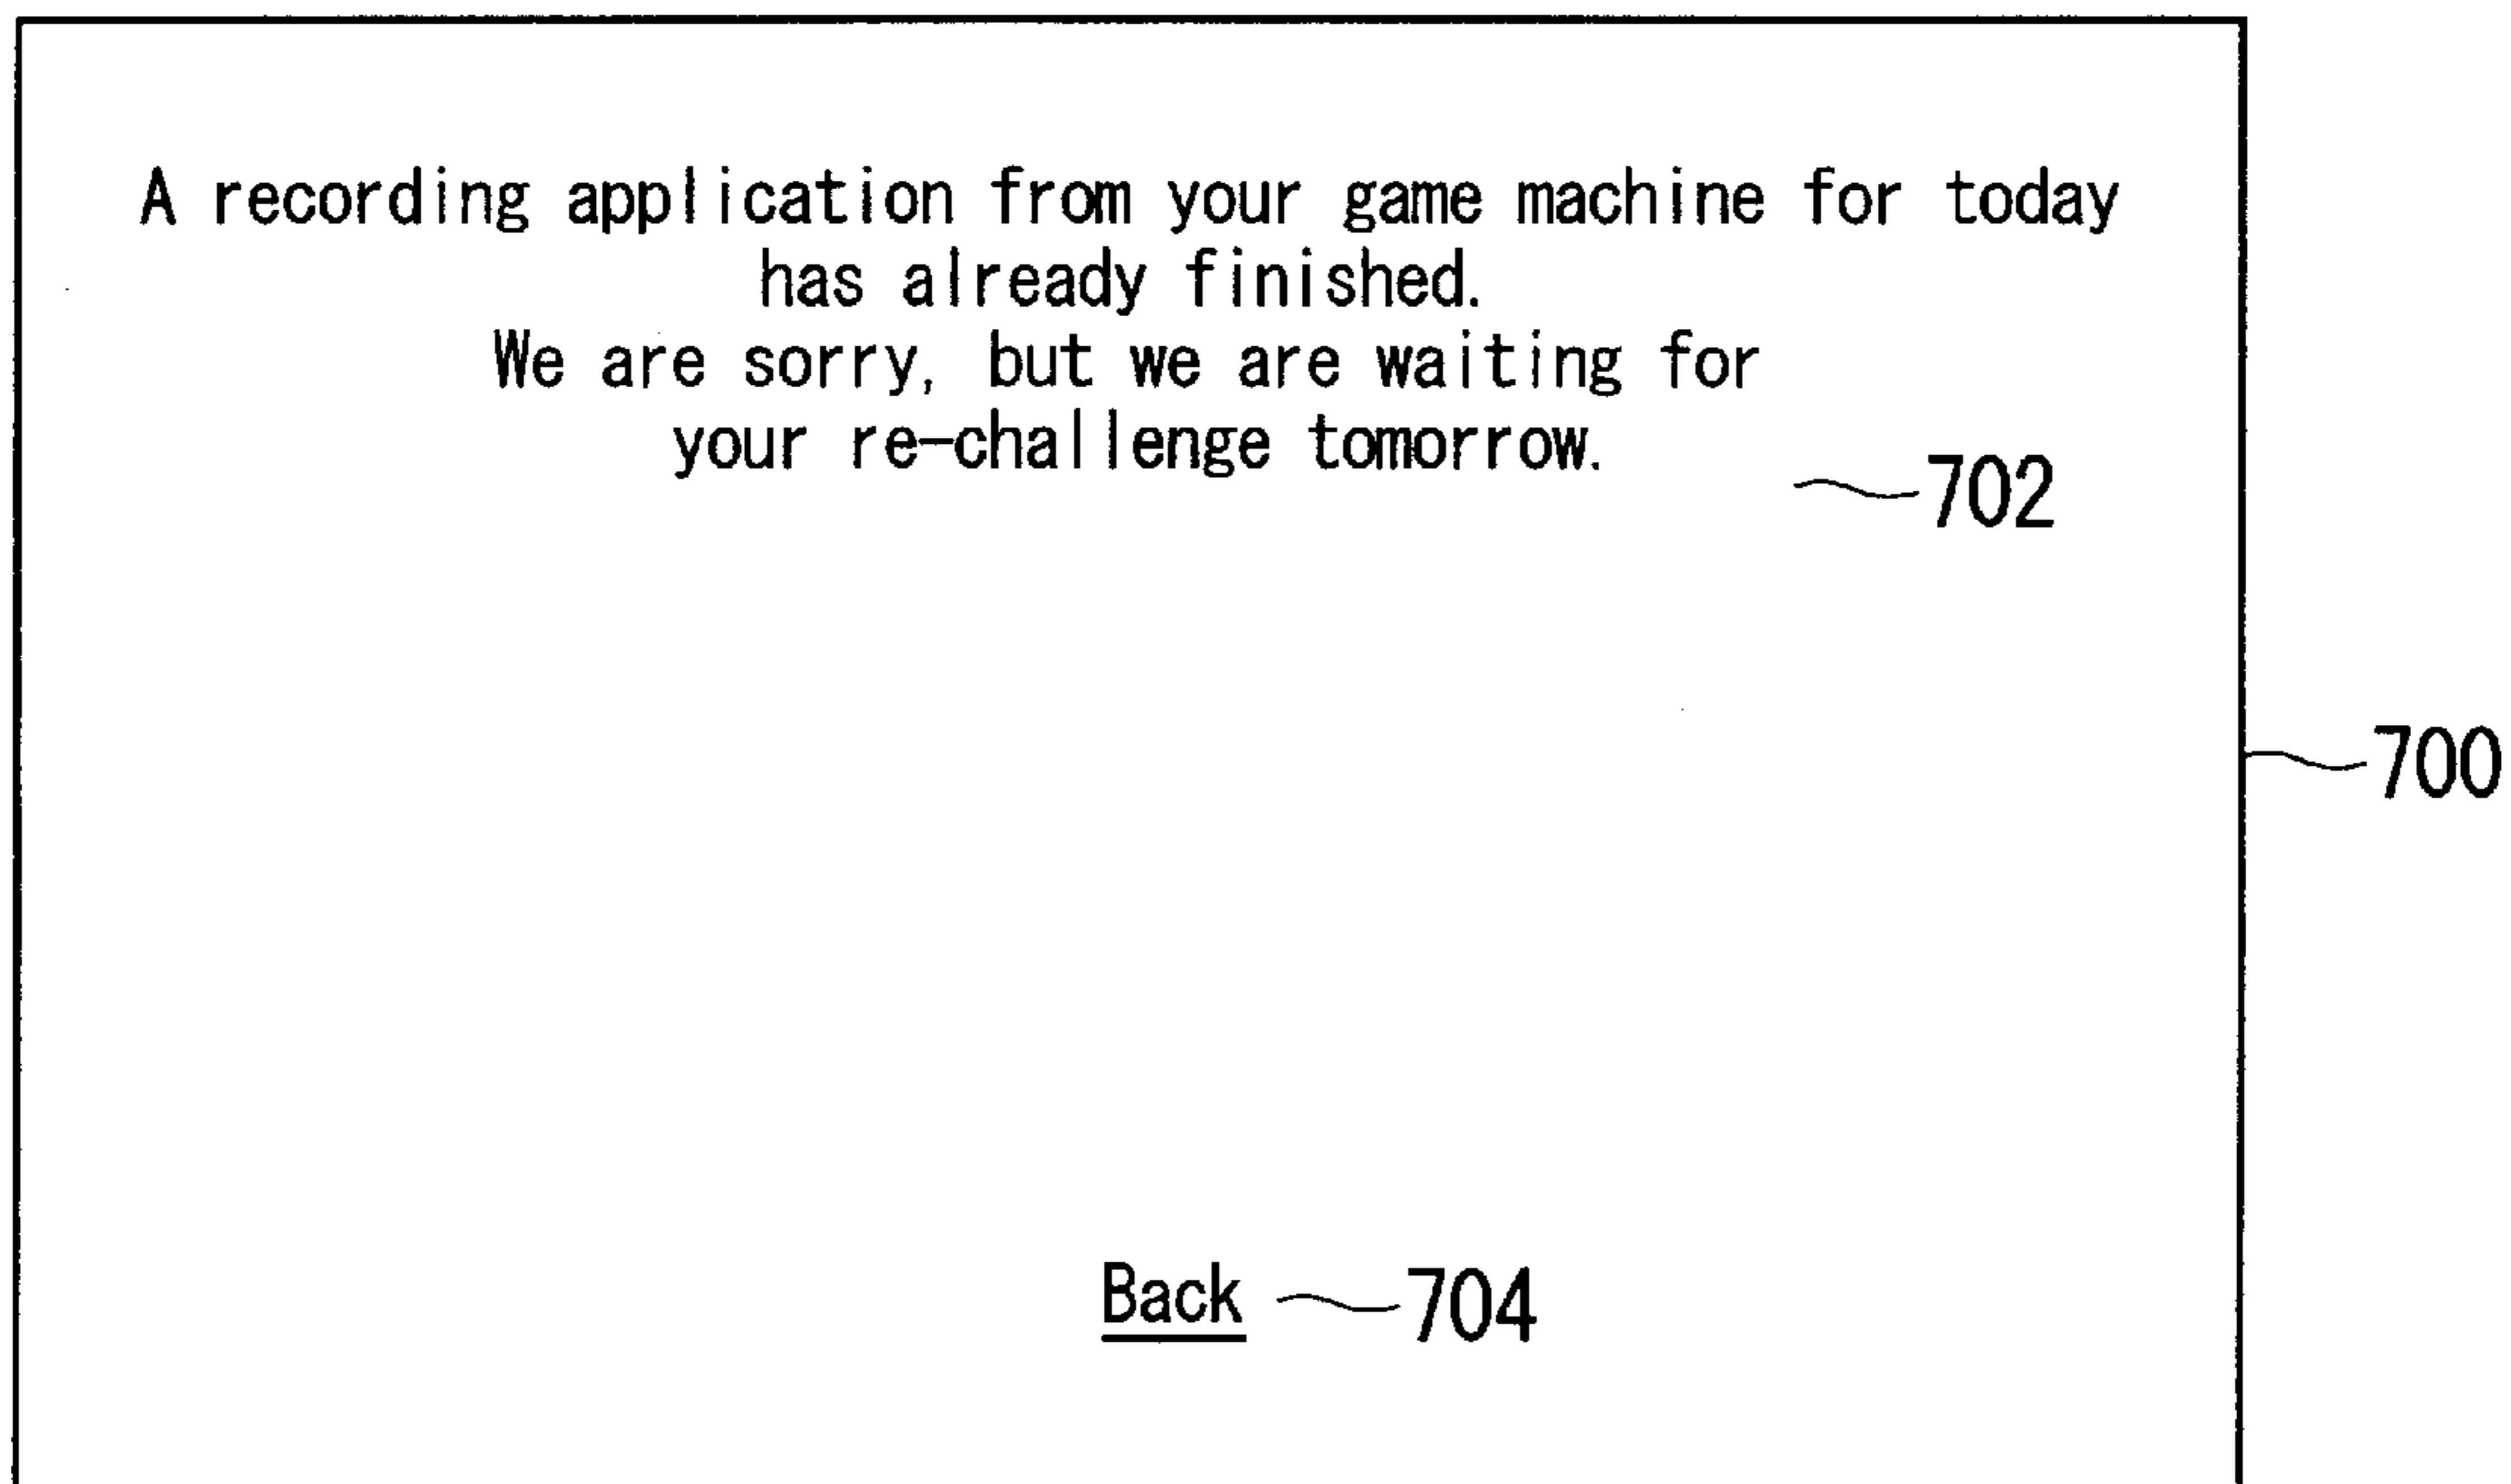 A recording application from your game machine for today
has already finished.
We are sorry, but we are waiting for
your re-challenge tomorrow.
702
700
Back 704